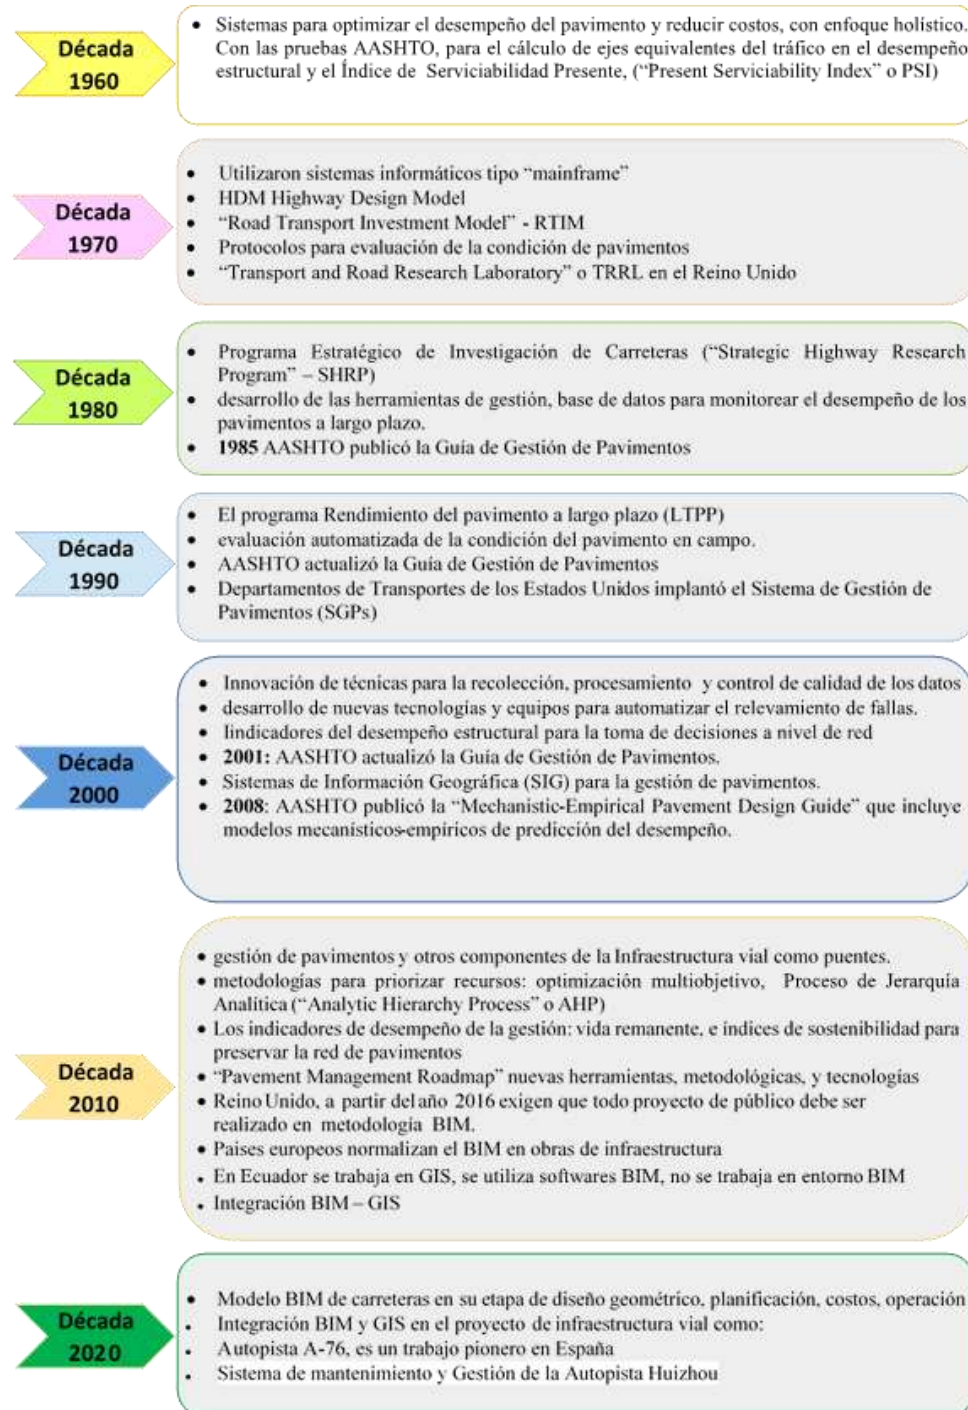 Década
1960
• Sistemas para optimizar el desempeño del pavimento y reducir costos, con enfoque holístico.
Con las pruebas AASHTO, para el cálculo de ejes equivalentes del tráfico en el desempeño
estructural y el Índice de Serviciabilidad Presente, (“Present Serviciability Index” o PSI)
Década
1970
• Utilizaron sistemas informáticos tipo “mainframe”
• HDM Highway Design Model
• “Road Transport Investment Model” - RTIM
• Protocolos para evaluación de la condición de pavimentos
• “Transport and Road Research Laboratory” o TRRL en el Reino Unido
Década
1980
• Programa Estratégico de Investigación de Carreteras (“Strategic Highway Research
Program” – SHRP)
• desarrollo de las herramientas de gestión, base de datos para monitorear el desempeño de los
pavimentos a largo plazo.
• 1985 AASHTO publicó la Guía de Gestión de Pavimentos
Década
1990
• El programa Rendimiento del pavimento a largo plazo (LTPP)
• evaluación automatizada de la condición del pavimento en campo.
• AASHTO actualizó la Guía de Gestión de Pavimentos
• Departamentos de Transportes de los Estados Unidos implantó el Sistema de Gestión de
Pavimentos (SGPs)
Década
2000
• Innovación de técnicas para la recolección, procesamiento y control de calidad de los datos
• desarrollo de nuevas tecnologías y equipos para automatizar el relevamiento de fallas.
• Iindicadores del desempeño estructural para la toma de decisiones a nivel de red
• 2001: AASHTO actualizó la Guía de Gestión de Pavimentos.
• Sistemas de Información Geográfica (SIG) para la gestión de pavimentos.
• 2008: AASHTO publicó la “Mechanistic-Empirical Pavement Design Guide” que incluye
modelos mecanísticos-empíricos de predicción del desempeño.
Década
2010
• gestión de pavimentos y otros componentes de la Infraestructura vial como puentes.
• metodologías para priorizar recursos: optimización multiobjetivo, Proceso de Jerarquía
Analítica (“Analytic Hierarchy Process” o AHP)
• Los indicadores de desempeño de la gestión: vida remanente, e índices de sostenibilidad para
preservar la red de pavimentos
• “Pavement Management Roadmap” nuevas herramientas, metodológicas, y tecnologías
• Reino Unido, a partir del año 2016 exigen que todo proyecto de público debe ser
realizado en metodología BIM.
• Paises europeos normalizan el BIM en obras de infraestructura
• En Ecuador se trabaja en GIS, se utiliza softwares BIM, no se trabaja en entorno BIM
• Integración BIM – GIS
Década
2020
• Modelo BIM de carreteras en su etapa de diseño geométrico, planificación, costos, operación
• Integración BIM y GIS en el proyecto de infraestructura vial como:
• Autopista A-76, es un trabajo pionero en España
• Sistema de mantenimiento y Gestión de la Autopista Huizhou